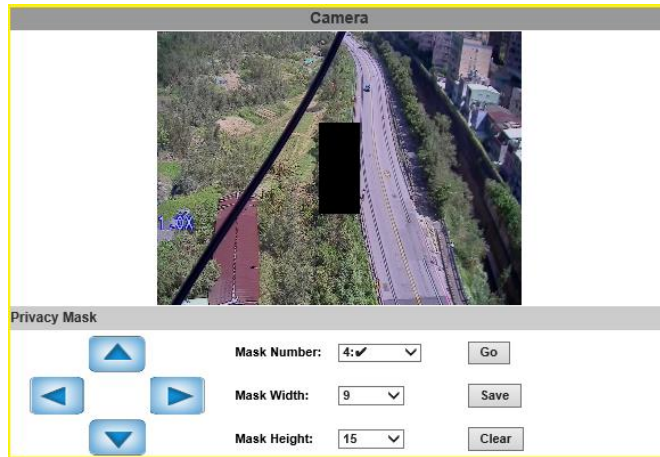 Camera
1.0X
Privacy Mask
Mask Number: 4:✔ Go
Mask Width: 9 Save
Mask Height: 15 Clear